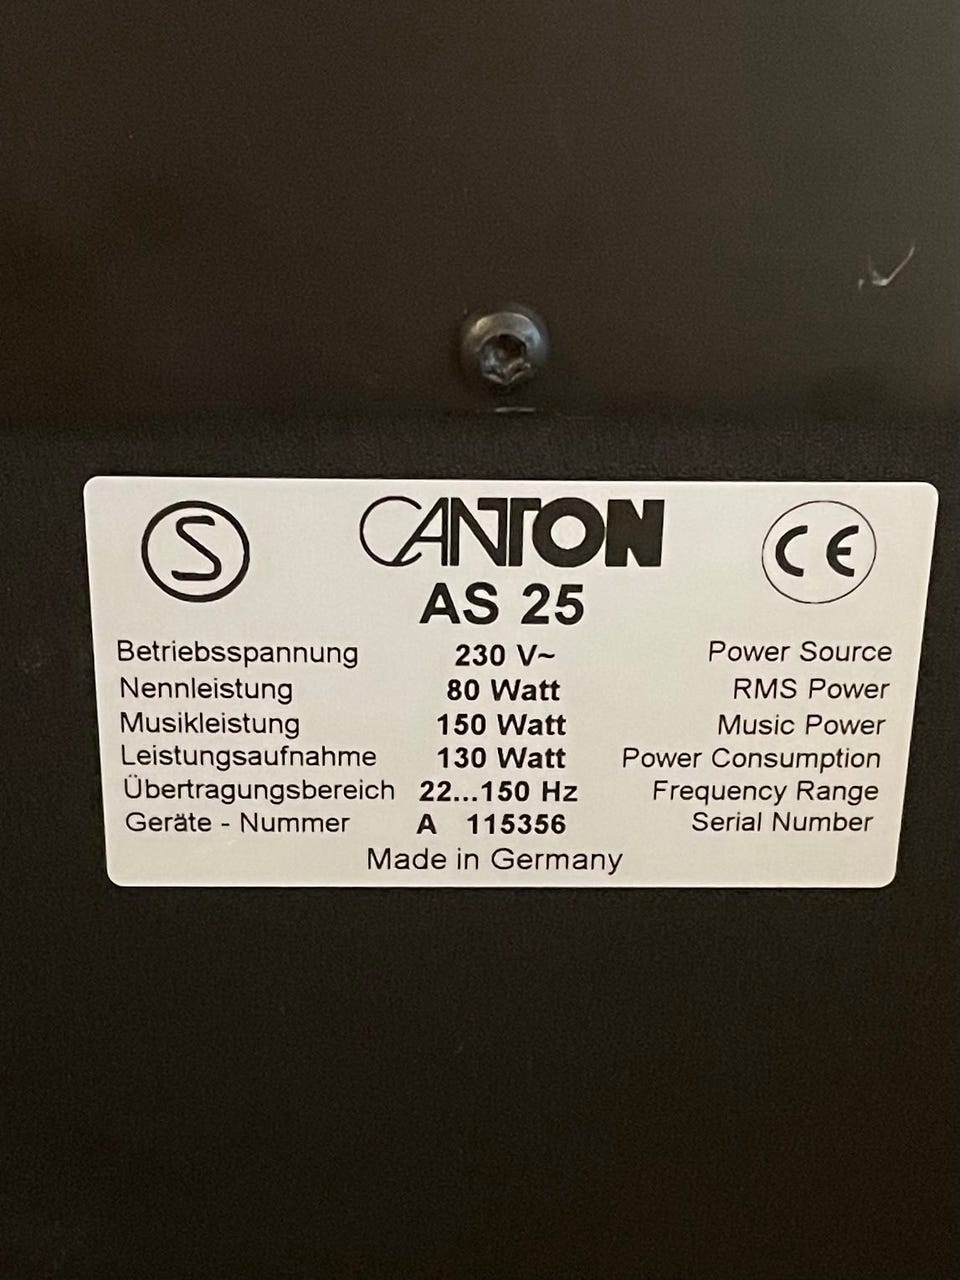 S CANTON CE
AS 25
Betriebsspannung 230 V~ Power Source
Nennleistung 80 Watt RMS Power
Musikleistung 150 Watt Music Power
Leistungsaufnahme 130 Watt Power Consumption
Übertragungsbereich 22...150 Hz Frequency Range
Geräte - Nummer A 115356 Serial Number
Made in Germany